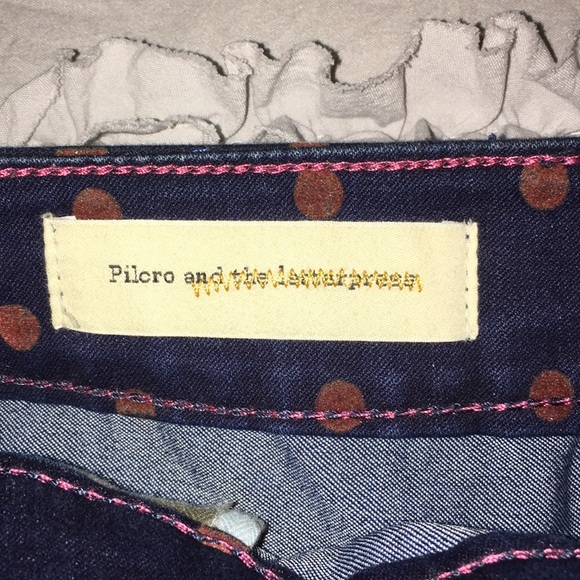 Pilcro and the letterpress